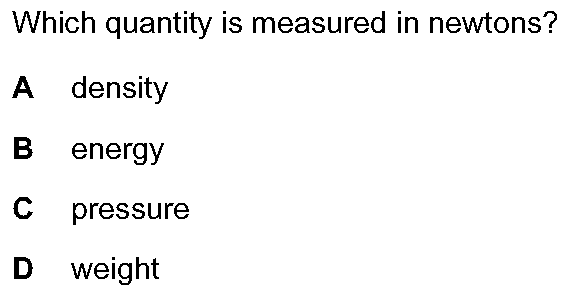 Which quantity is measured in newtons?
A density
B energy
C pressure
D weight